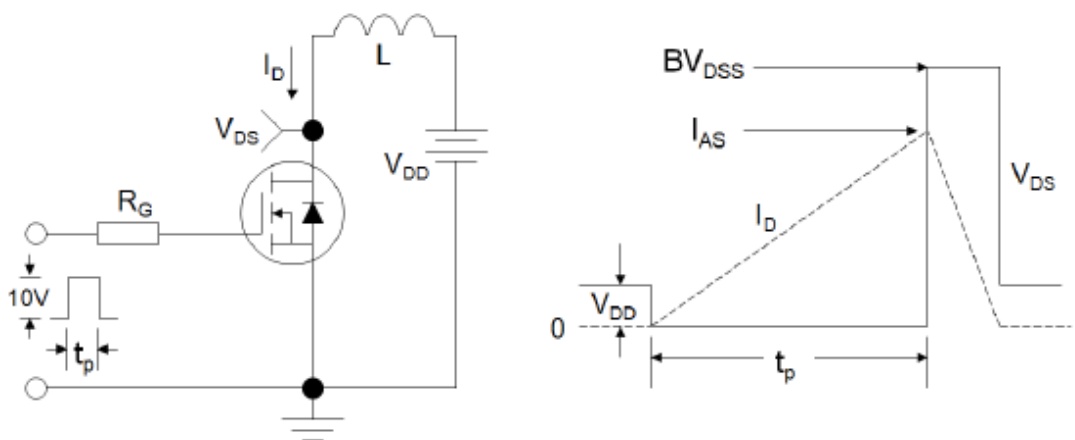 L
I_D
V_DS
V_DD
R_G
10V
t_p
BV_DSS
I_AS
V_DS
I_D
V_DD
0
t_p